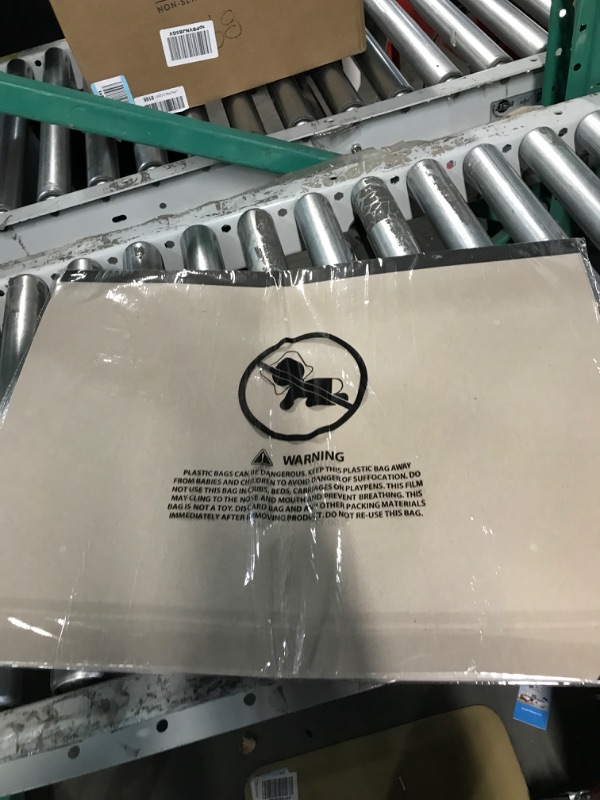 NON-SL
WARNING
PLASTIC BAGS CAN BE DANGEROUS. KEEP THIS PLASTIC BAG AWAY
FROM BABIES AND CHILDREN TO AVOID DANGER OF SUFFOCATION. DO
NOT USE THIS BAG IN CRIBS, BEDS, CARRIAGES OR PLAYPENS. THIS FILM
MAY CLING TO THE NOSE AND MOUTH AND PREVENT BREATHING. THIS
BAG IS NOT A TOY. DISCARD BAG AND ANY OTHER PACKING MATERIALS
IMMEDIATELY AFTER REMOVING PRODUCT. DO NOT RE-USE THIS BAG.